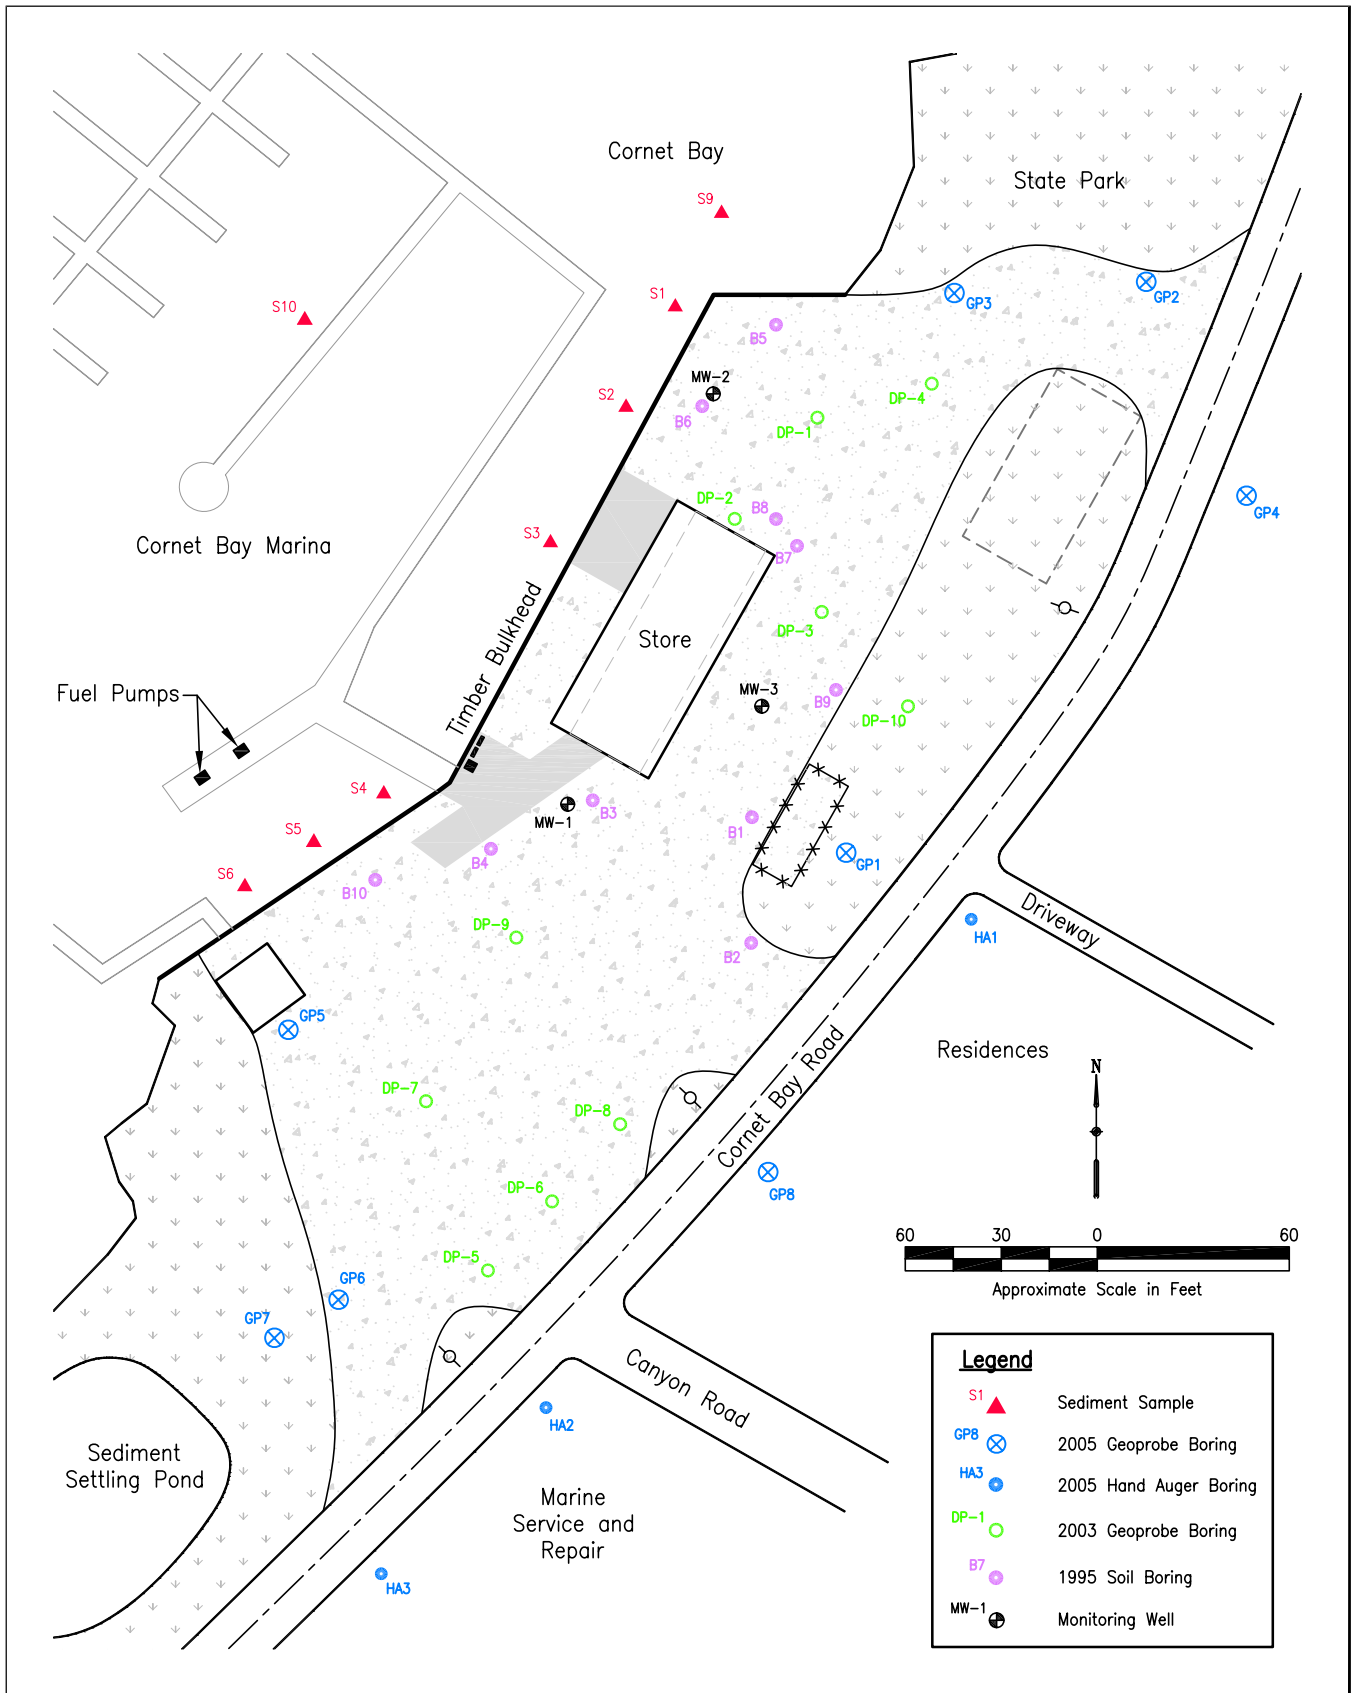 Cornet Bay
State Park
S9
S1
S10
GP3
GP2
B5
MW-2
S2
B6
DP-4
DP-1
DP-2
B8
GP4
S3
B7
Cornet Bay Marina
Timber Bulkhead
Store
DP-3
Fuel Pumps
MW-3
B9
DP-10
S4
B3
MW-1
B1
S5
B4
GP1
S6
B10
Driveway
DP-9
HA1
B2
GP5
Cornet Bay Road
Residences
N
DP-7
DP-8
GP8
DP-6
DP-5
60 30 0 60
Approximate Scale in Feet
GP6
GP7
Canyon Road
HA2
Sediment
Settling Pond
Marine
Service and
Repair
HA3
Legend
S1 Sediment Sample
GP8 2005 Geoprobe Boring
HA3 2005 Hand Auger Boring
DP-1 2003 Geoprobe Boring
B7 1995 Soil Boring
MW-1 Monitoring Well